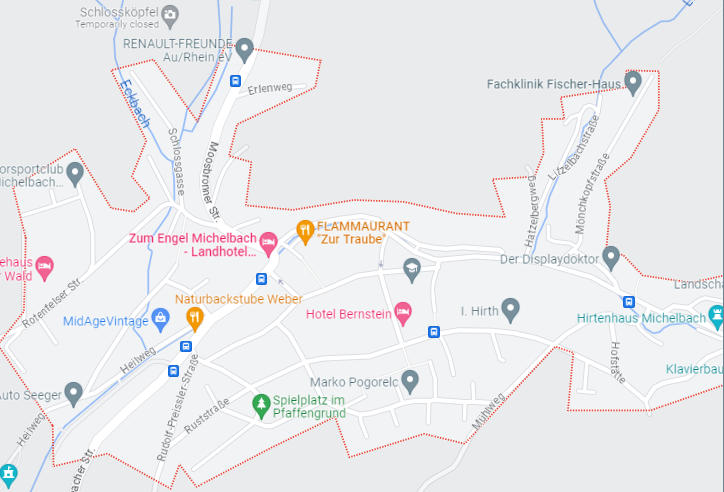 Schlossköpfel
Temporarily closed
RENAULT-FREUNDE
Au/Rhein eV
Fachklinik Fischer-Haus...
Erlenweg
Eckbach
Schlossgasse
Moosbronner Str.
Litzelbachstraße
Mönchkopfstraße
Hatzelbergweg
orsportclub
Michelbach...
FLAMMAURANT
"Zur Traube"
Zum Engel Michelbach
- Landhotel...
ehaus
r Wald
Der Displaydoktor
Landscha
Rotenfelser Str.
Naturbackstube Weber
MidAgeVintage
Hotel Bernstein
I. Hirth
Hirtenhaus Michelbach
Heilweg
Hofstätte
Klavierbau
Rudolf-Preissler-Straße
Marko Pogorelc
Auto Seeger
Spielplatz im
Pfaffengrund
Ruststraße
Mühlweg
Heilweg
acher Str.